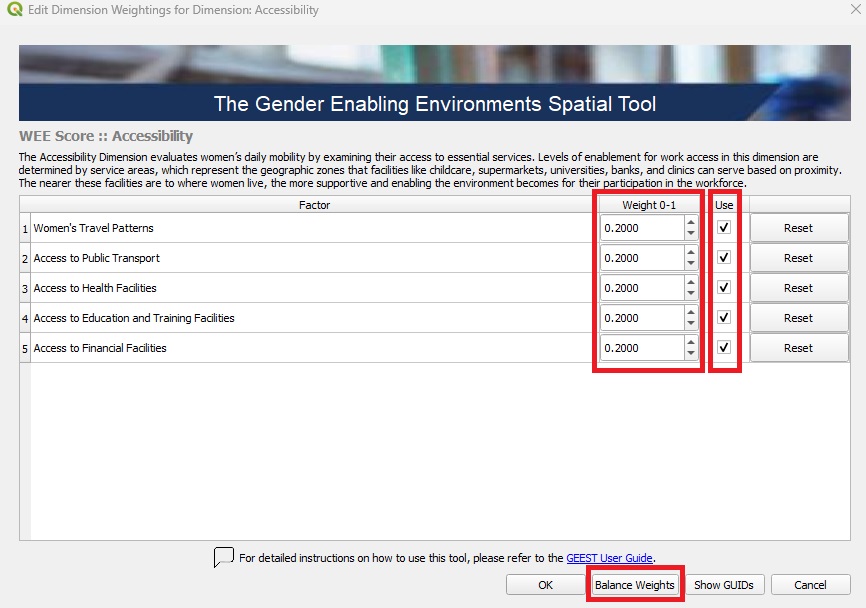 Edit Dimension Weightings for Dimension: Accessibility
The Gender Enabling Environments Spatial Tool
WEE Score :: Accessibility
The Accessibility Dimension evaluates women's daily mobility by examining their access to essential services. Levels of enablement for work access in this dimension are
determined by service areas, which represent the geographic zones that facilities like childcare, supermarkets, universities, banks, and clinics can serve based on proximity.
The nearer these facilities are to where women live, the more supportive and enabling the environment becomes for their participation in the workforce.
Factor Weight 0-1 Use
1 Women's Travel Patterns 0.2000 Reset
2 Access to Public Transport 0.2000 Reset
3 Access to Health Facilities 0.2000 Reset
4 Access to Education and Training Facilities 0.2000 Reset
5 Access to Financial Facilities 0.2000 Reset
For detailed instructions on how to use this tool, please refer to the GEEST User Guide.
OK Balance Weights Show GUIDs Cancel